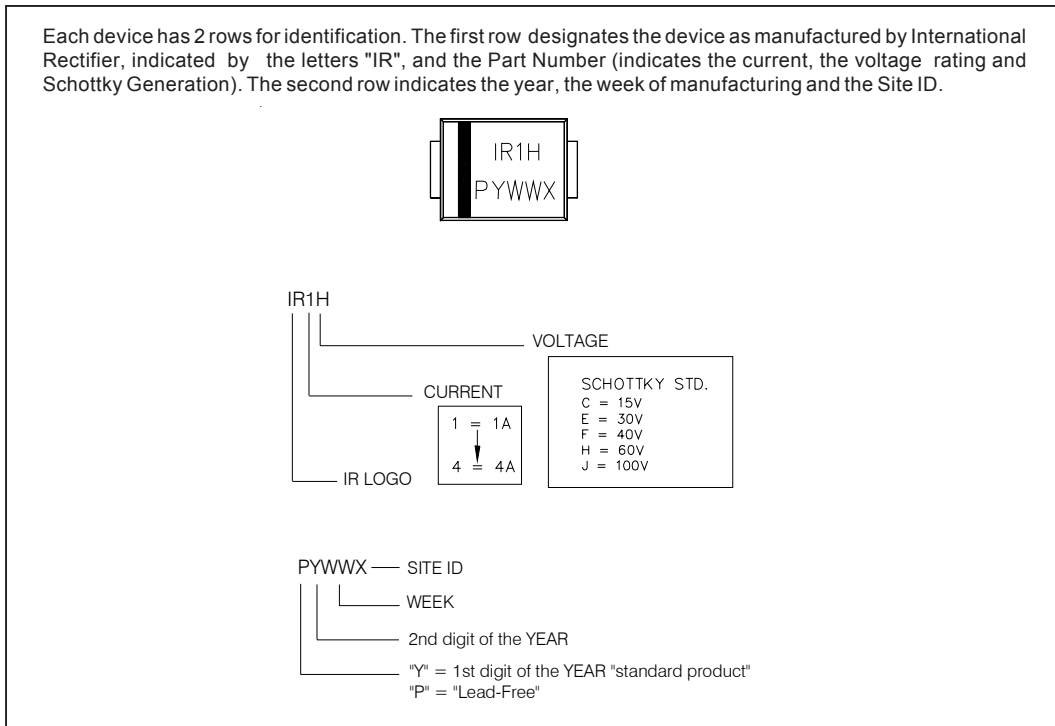 Each device has 2 rows for identification. The first row designates the device as manufactured by International
Rectifier, indicated by the letters "IR", and the Part Number (indicates the current, the voltage rating and
Schottky Generation). The second row indicates the year, the week of manufacturing and the Site ID.
IR1H
PYWWX
IR1H
VOLTAGE
SCHOTTKY STD.
C = 15V
E = 30V
F = 40V
H = 60V
J = 100V
CURRENT
1 = 1A
4 = 4A
IR LOGO
PYWWX
SITE ID
WEEK
2nd digit of the YEAR
"Y" = 1st digit of the YEAR "standard product"
"P" = "Lead-Free"